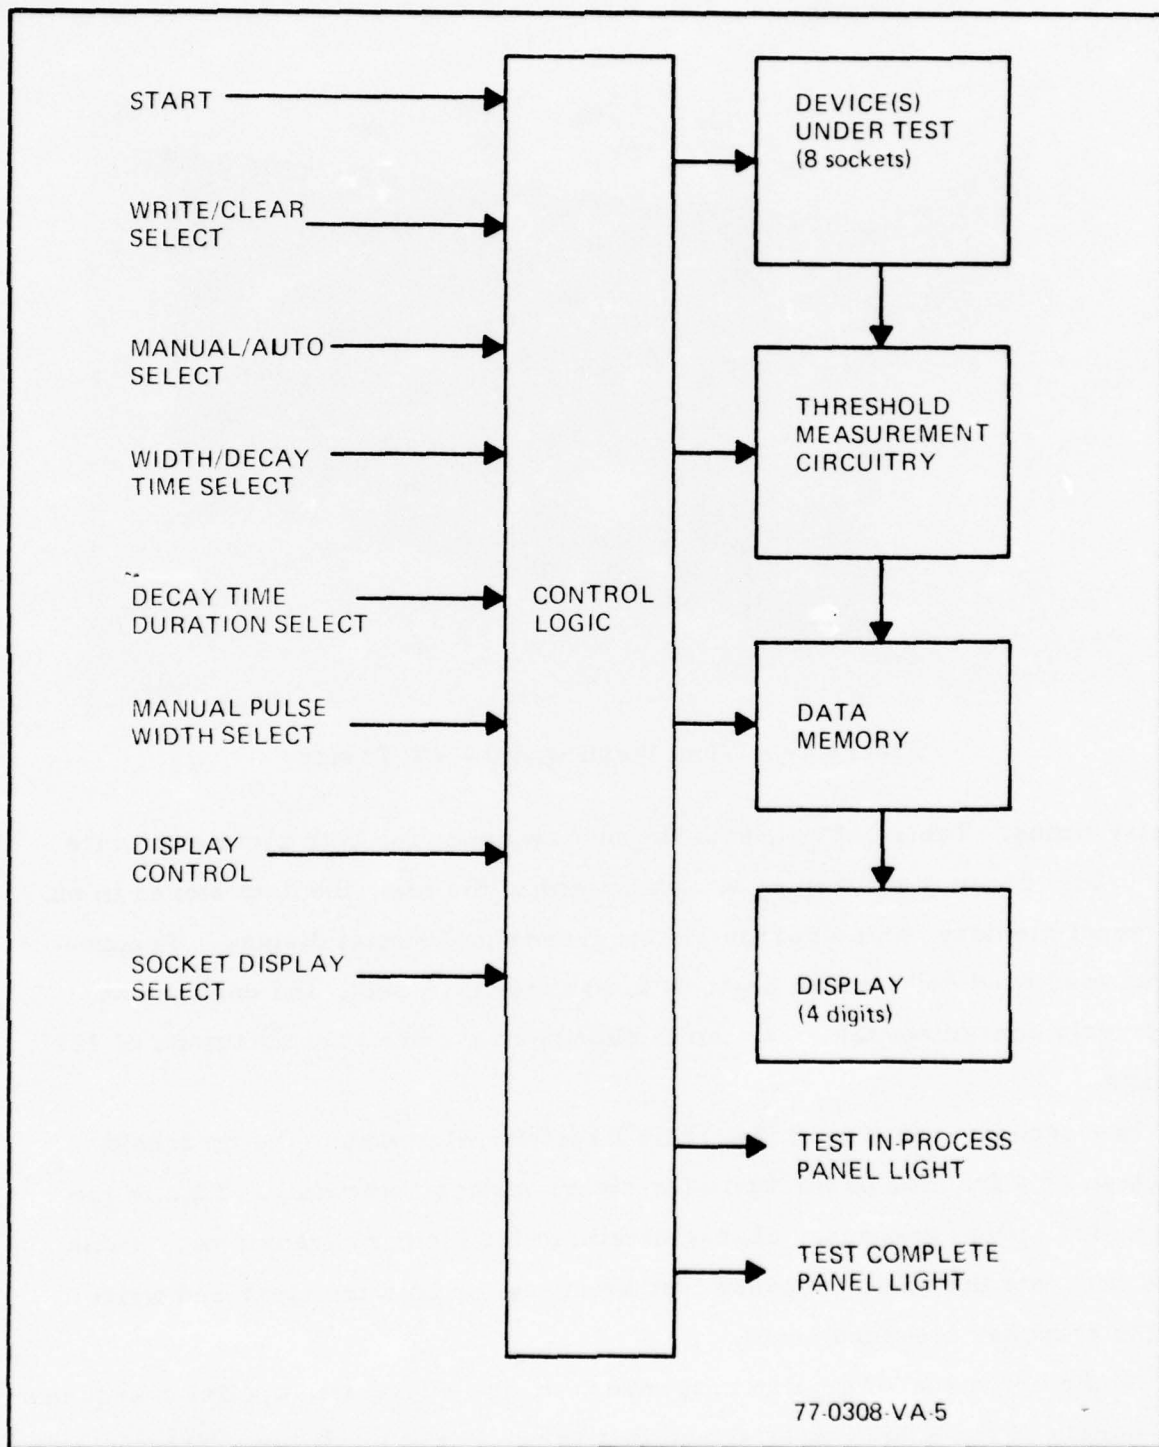 START
WRITE/CLEAR
SELECT
MANUAL/AUTO
SELECT
WIDTH/DECAY
TIME SELECT
DECAY TIME
DURATION SELECT
MANUAL PULSE
WIDTH SELECT
DISPLAY
CONTROL
SOCKET DISPLAY
SELECT
CONTROL
LOGIC
DEVICE(S)
UNDER TEST
(8 sockets)
THRESHOLD
MEASUREMENT
CIRCUITRY
DATA
MEMORY
DISPLAY
(4 digits)
TEST IN-PROCESS
PANEL LIGHT
TEST COMPLETE
PANEL LIGHT
77-0308-VA-5